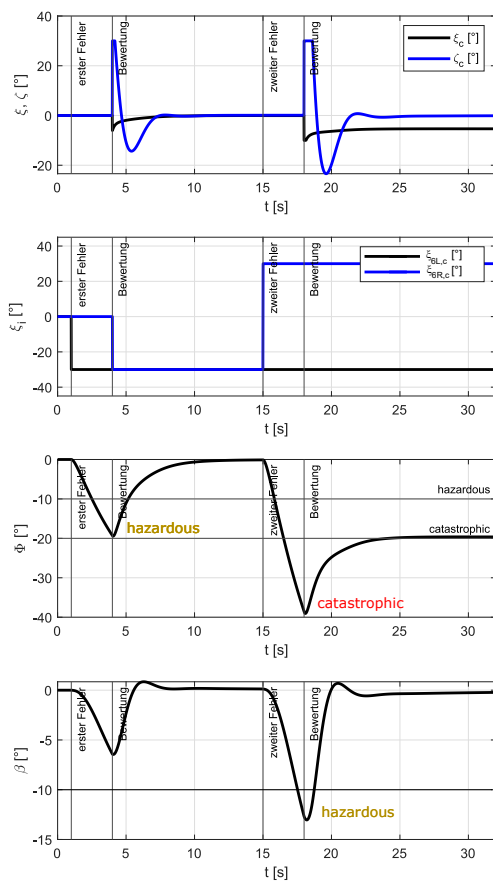 40
20
0
-20
ξ, ζ [°]
erster Fehler
Bewertung
zweiter Fehler
ξc [°]
ζc [°]
0
5
10
15
20
25
30
t [s]
40
20
0
-20
-40
ξi [°]
erster Fehler
Bewertung
zweiter Fehler
Bewertung
ξ6L,c [°]
ξ6R,c [°]
0
5
10
15
20
25
30
t [s]
0
-10
-20
-30
-40
Φ [°]
erster Fehler
Bewertung
zweiter Fehler
Bewertung
hazardous
hazardous
catastrophic
catastrophic
0
5
10
15
20
25
30
t [s]
0
-5
-10
-15
β [°]
erster Fehler
Bewertung
zweiter Fehler
Bewertung
hazardous
0
5
10
15
20
25
30
t [s]